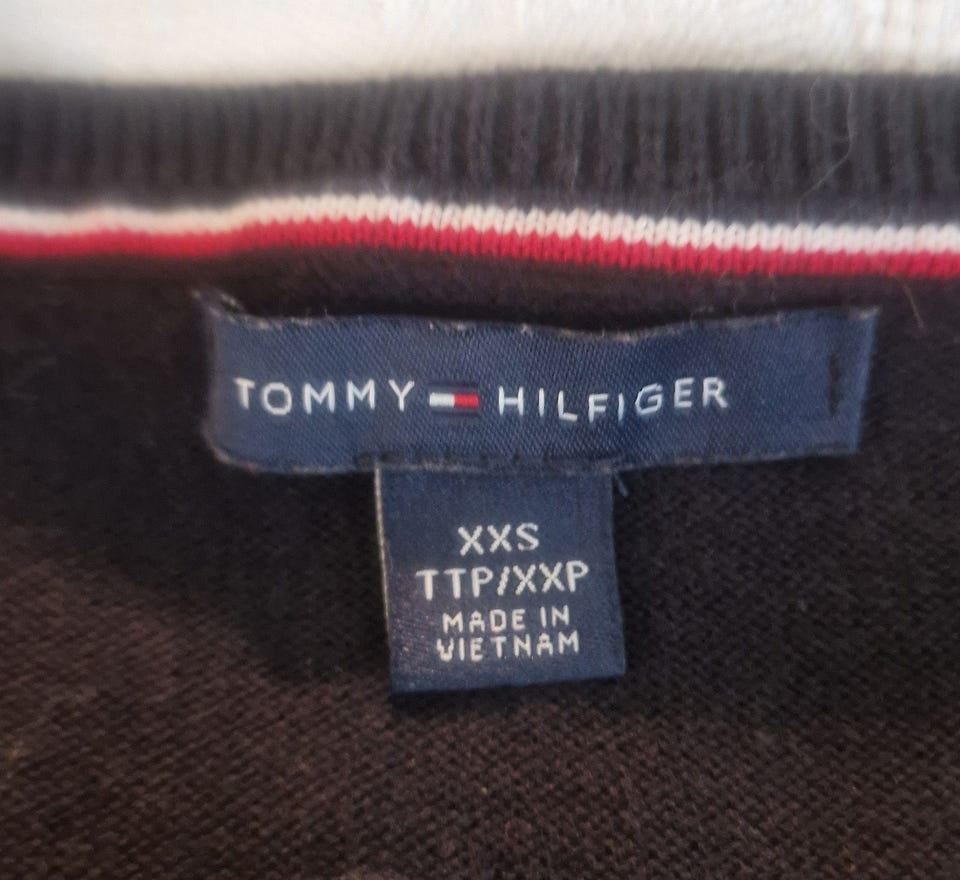 TOMMY HILFIGER
XXS
TTP/XXP
MADE IN
VIETNAM